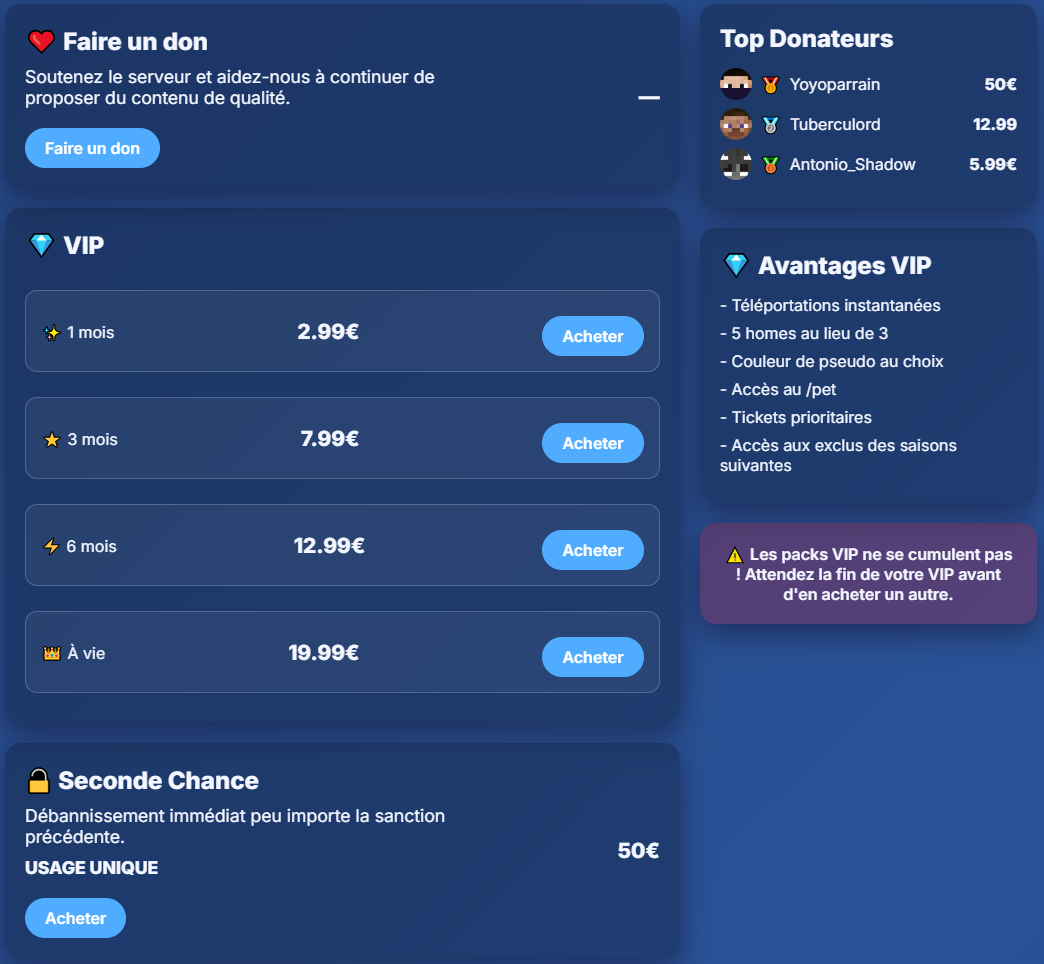 Faire un don
Soutenez le serveur et aidez-nous à continuer de
proposer du contenu de qualité.
—
Faire un don
VIP
1 mois
2.99€
Acheter
3 mois
7.99€
Acheter
6 mois
12.99€
Acheter
À vie
19.99€
Acheter
Seconde Chance
Débannissement immédiat peu importe la sanction
précédente.
USAGE UNIQUE
50€
Acheter
Top Donateurs
Yoyoparrain 50€
Tuberculord 12.99
Antonio_Shadow 5.99€
Avantages VIP
- Téléportations instantanées
- 5 homes au lieu de 3
- Couleur de pseudo au choix
- Accès au /pet
- Tickets prioritaires
- Accès aux exclus des saisons
suivantes
Les packs VIP ne se cumulent pas
! Attendez la fin de votre VIP avant
d'en acheter un autre.